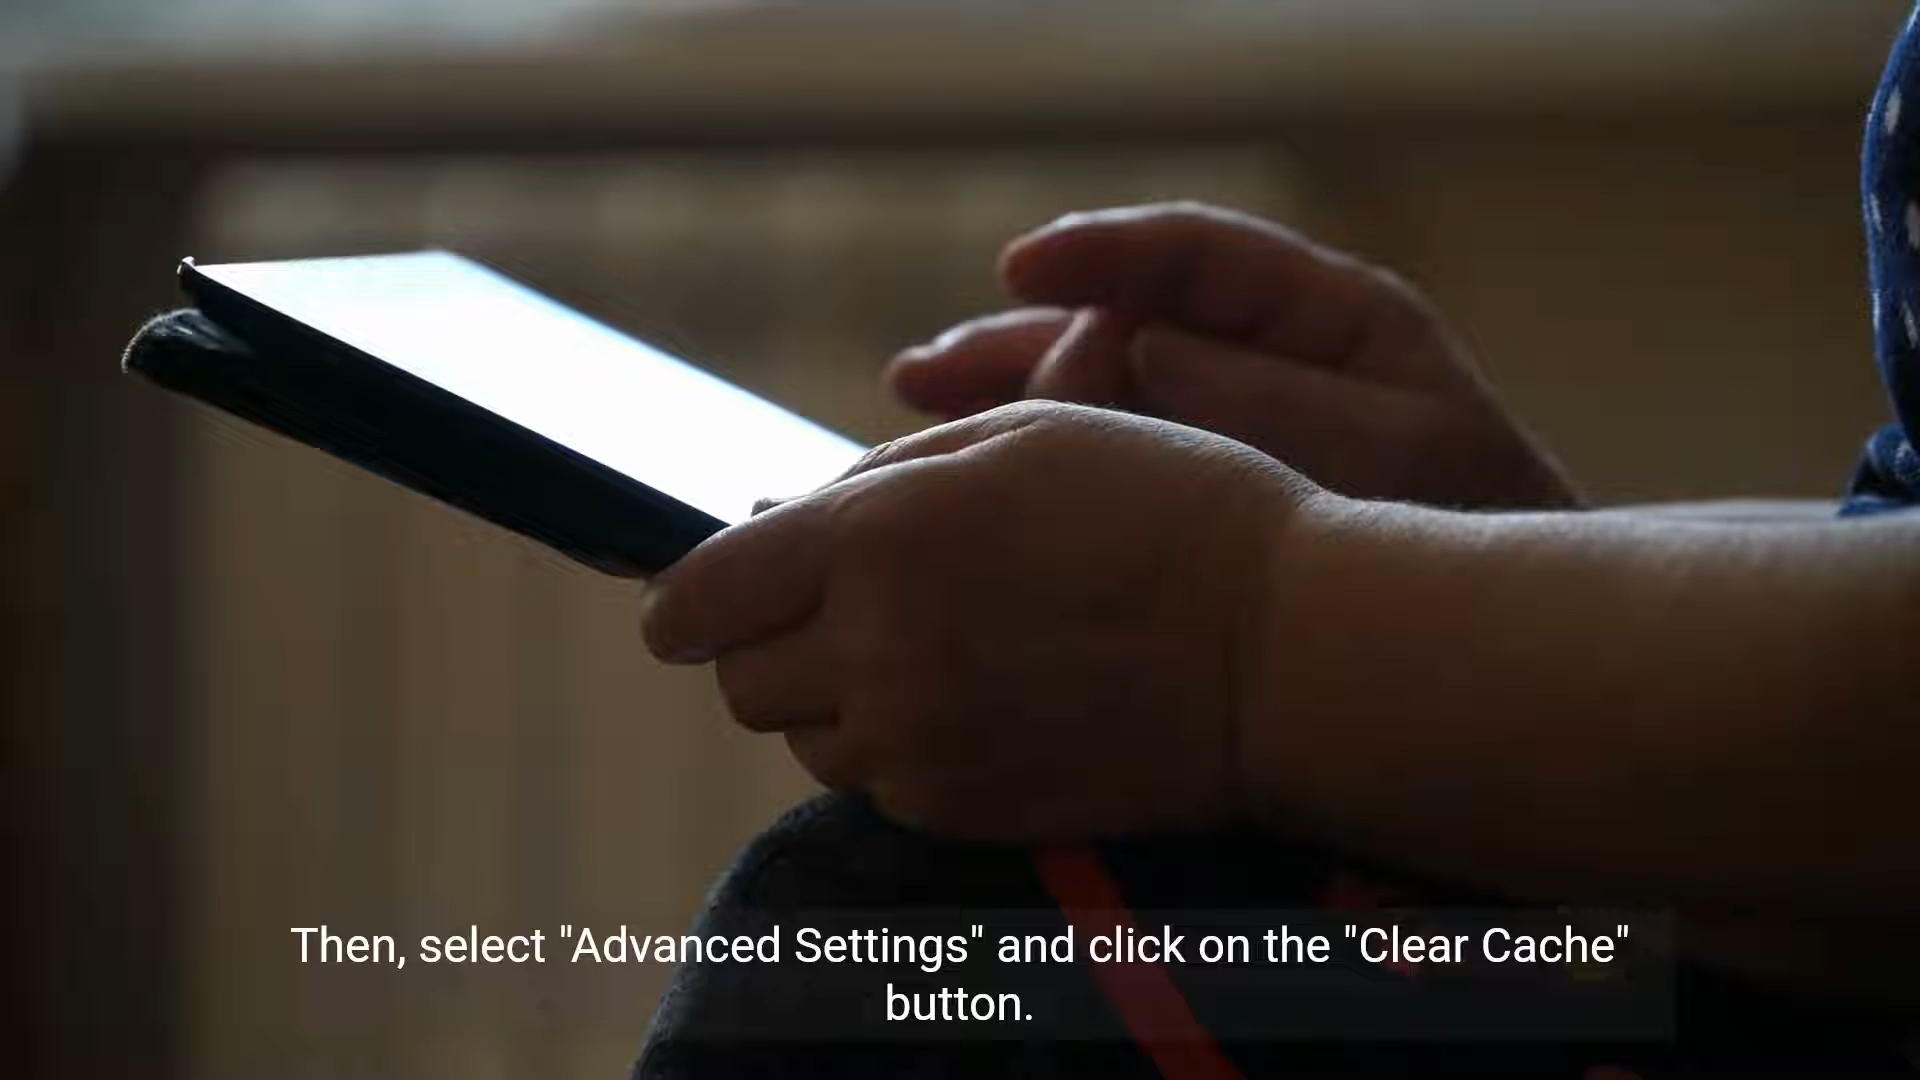 Then, select "Advanced Settings" and click on the "Clear Cache"
button.